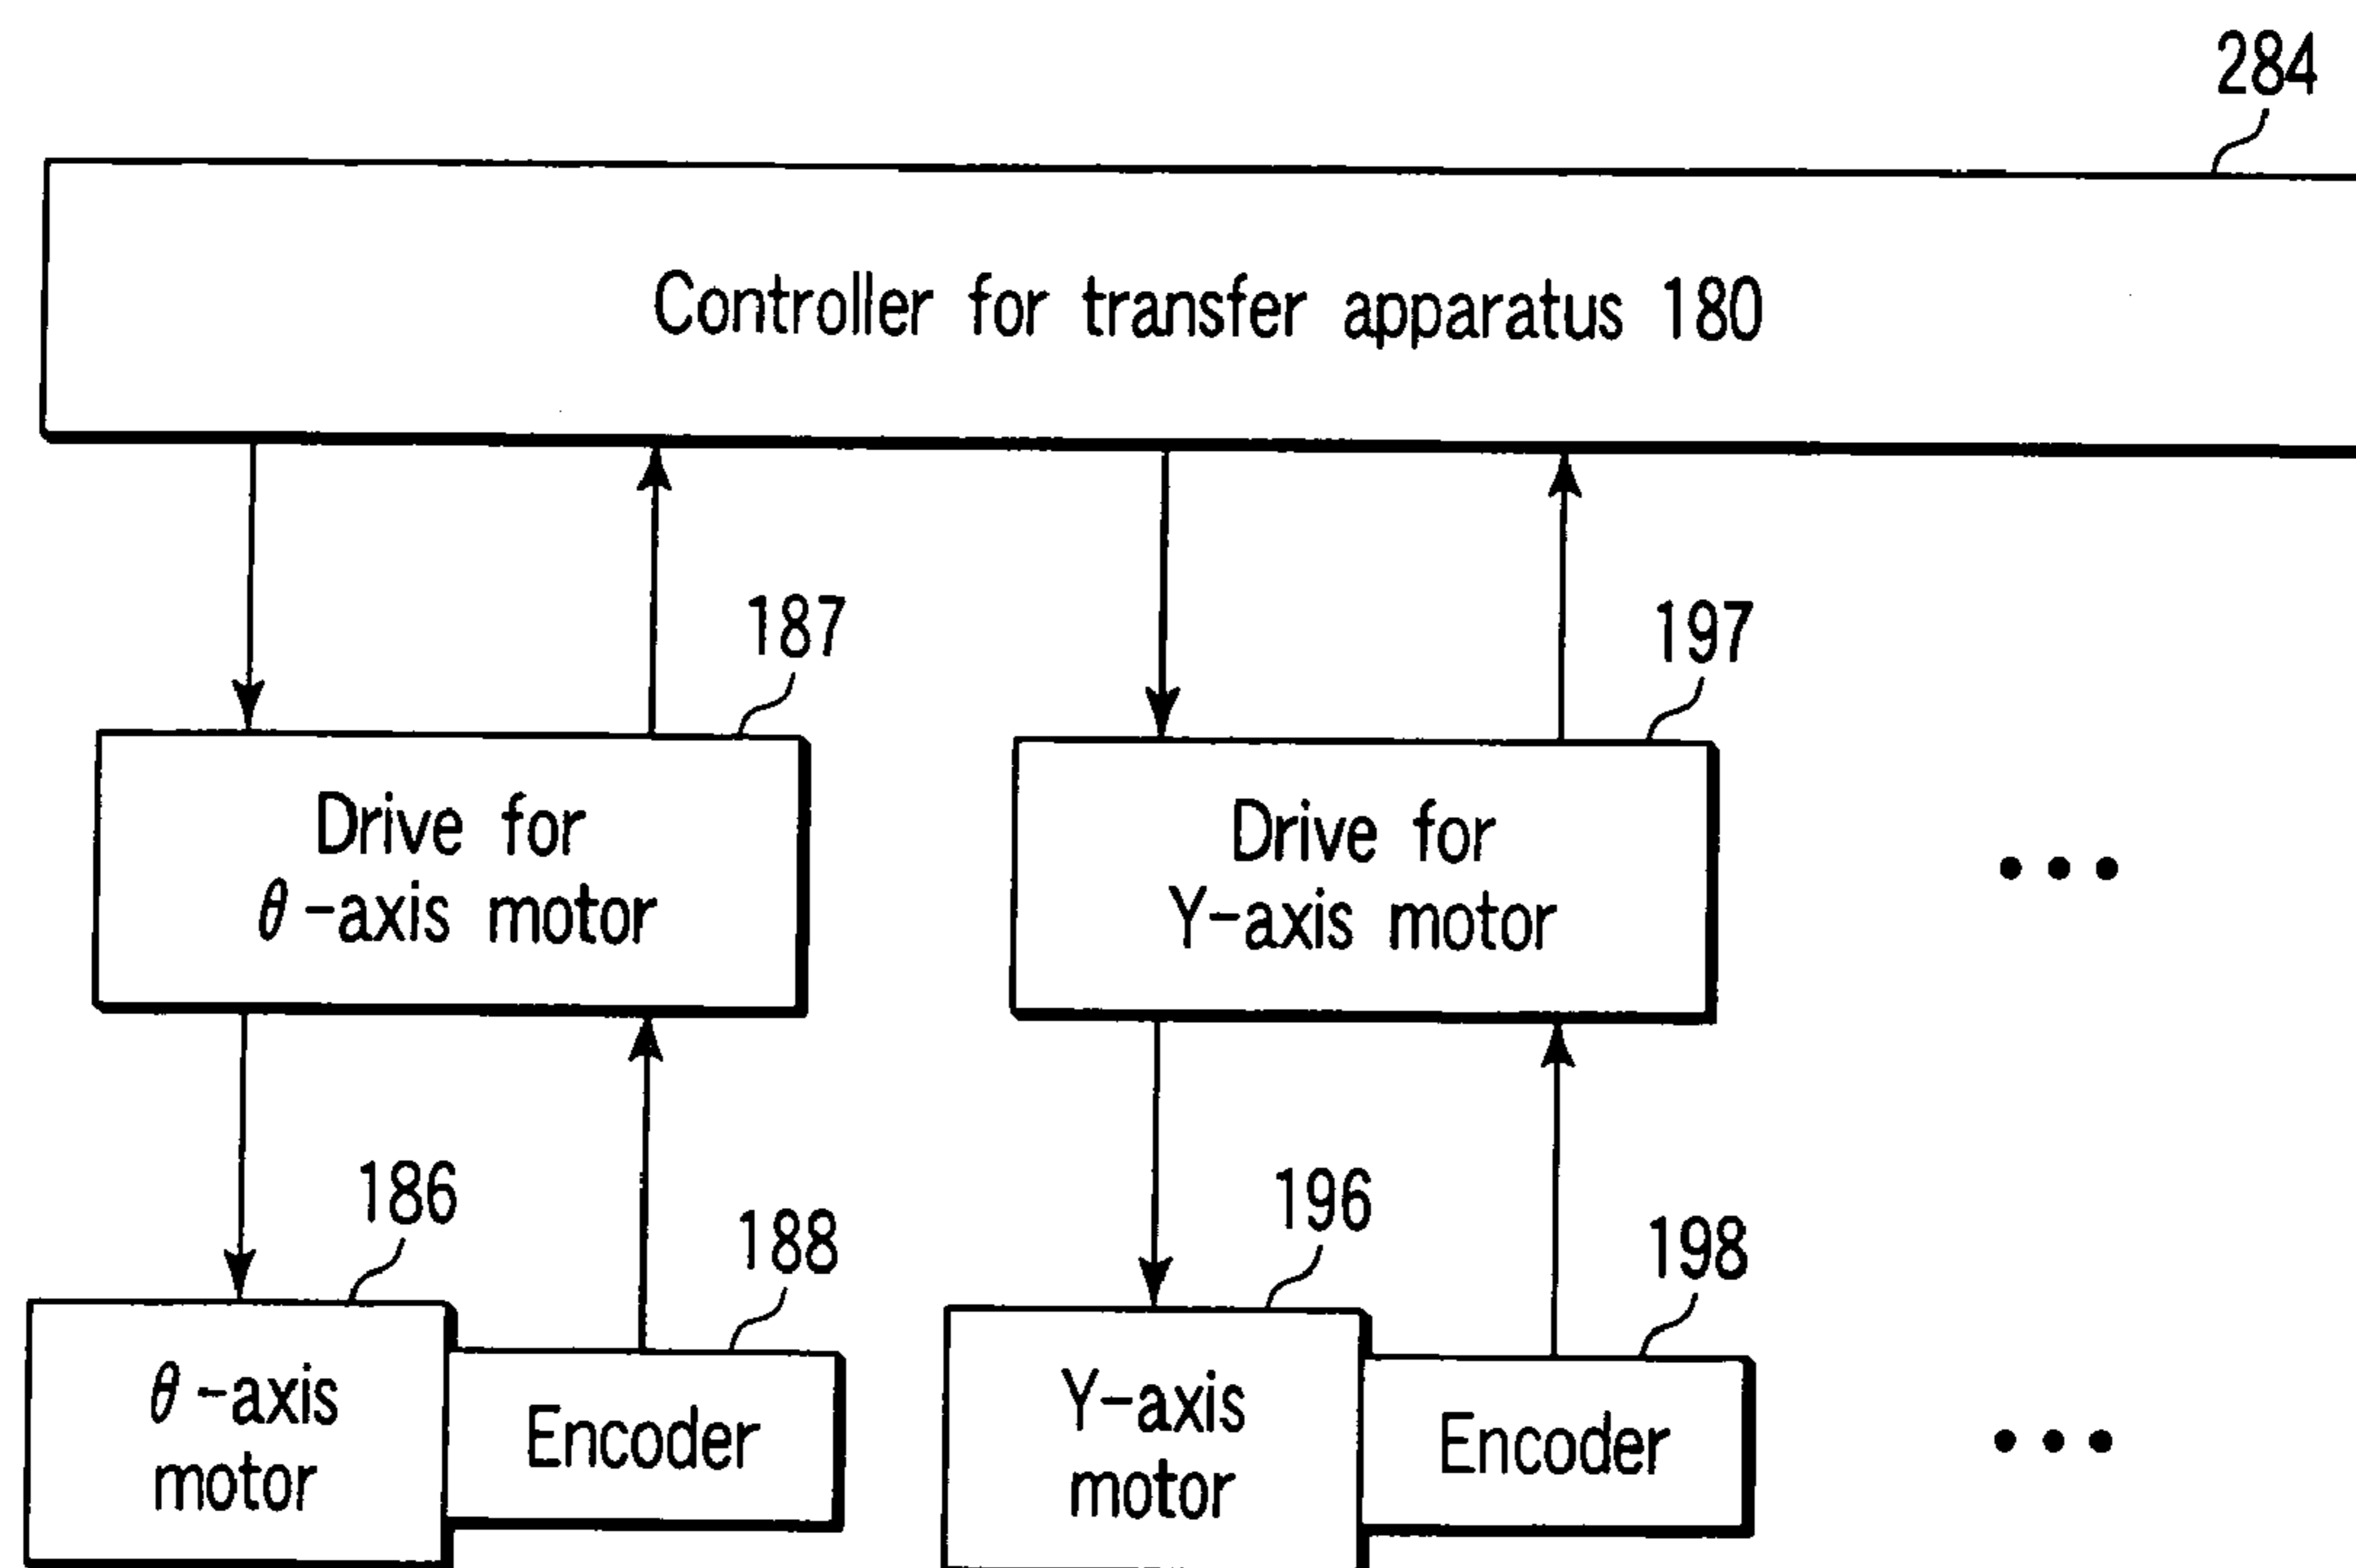 284
Controller for transfer apparatus 180
187
197
Drive for
θ-axis motor
Drive for
Y-axis motor
• • •
186
188
196
198
θ-axis
motor
Encoder
Y-axis
motor
Encoder
• • •